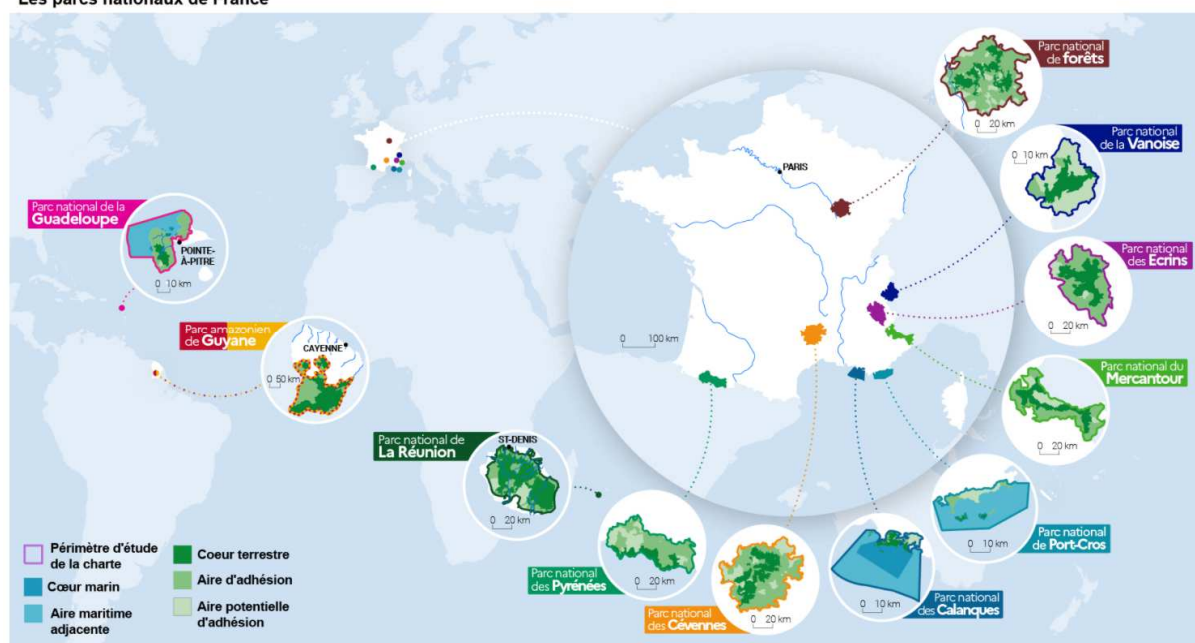 Les parcs nationaux de France
Parc national
de forêts
0 20 km
Parc national
de la Vanoise
0 10 km
PARIS
Parc national de la
Guadeloupe
POINTE-
À-PITRE
0 10 km
Parc national
des Ecrins
0 20 km
Parc amazonien
de Guyane
CAYENNE
0 50 km
0 100 km
Parc national du
Mercantour
0 20 km
Parc national de
La Réunion
ST-DENIS
0 20 km
Parc national
de Port-Cros
0 10 km
Parc national
des Pyrénées
0 20 km
Parc national
des Cévennes
0 20 km
Parc national
des Calanques
0 10 km
Périmètre d'étude
de la charte
Cœur marin
Aire maritime
adjacente
Coeur terrestre
Aire d'adhésion
Aire potentielle
d'adhésion